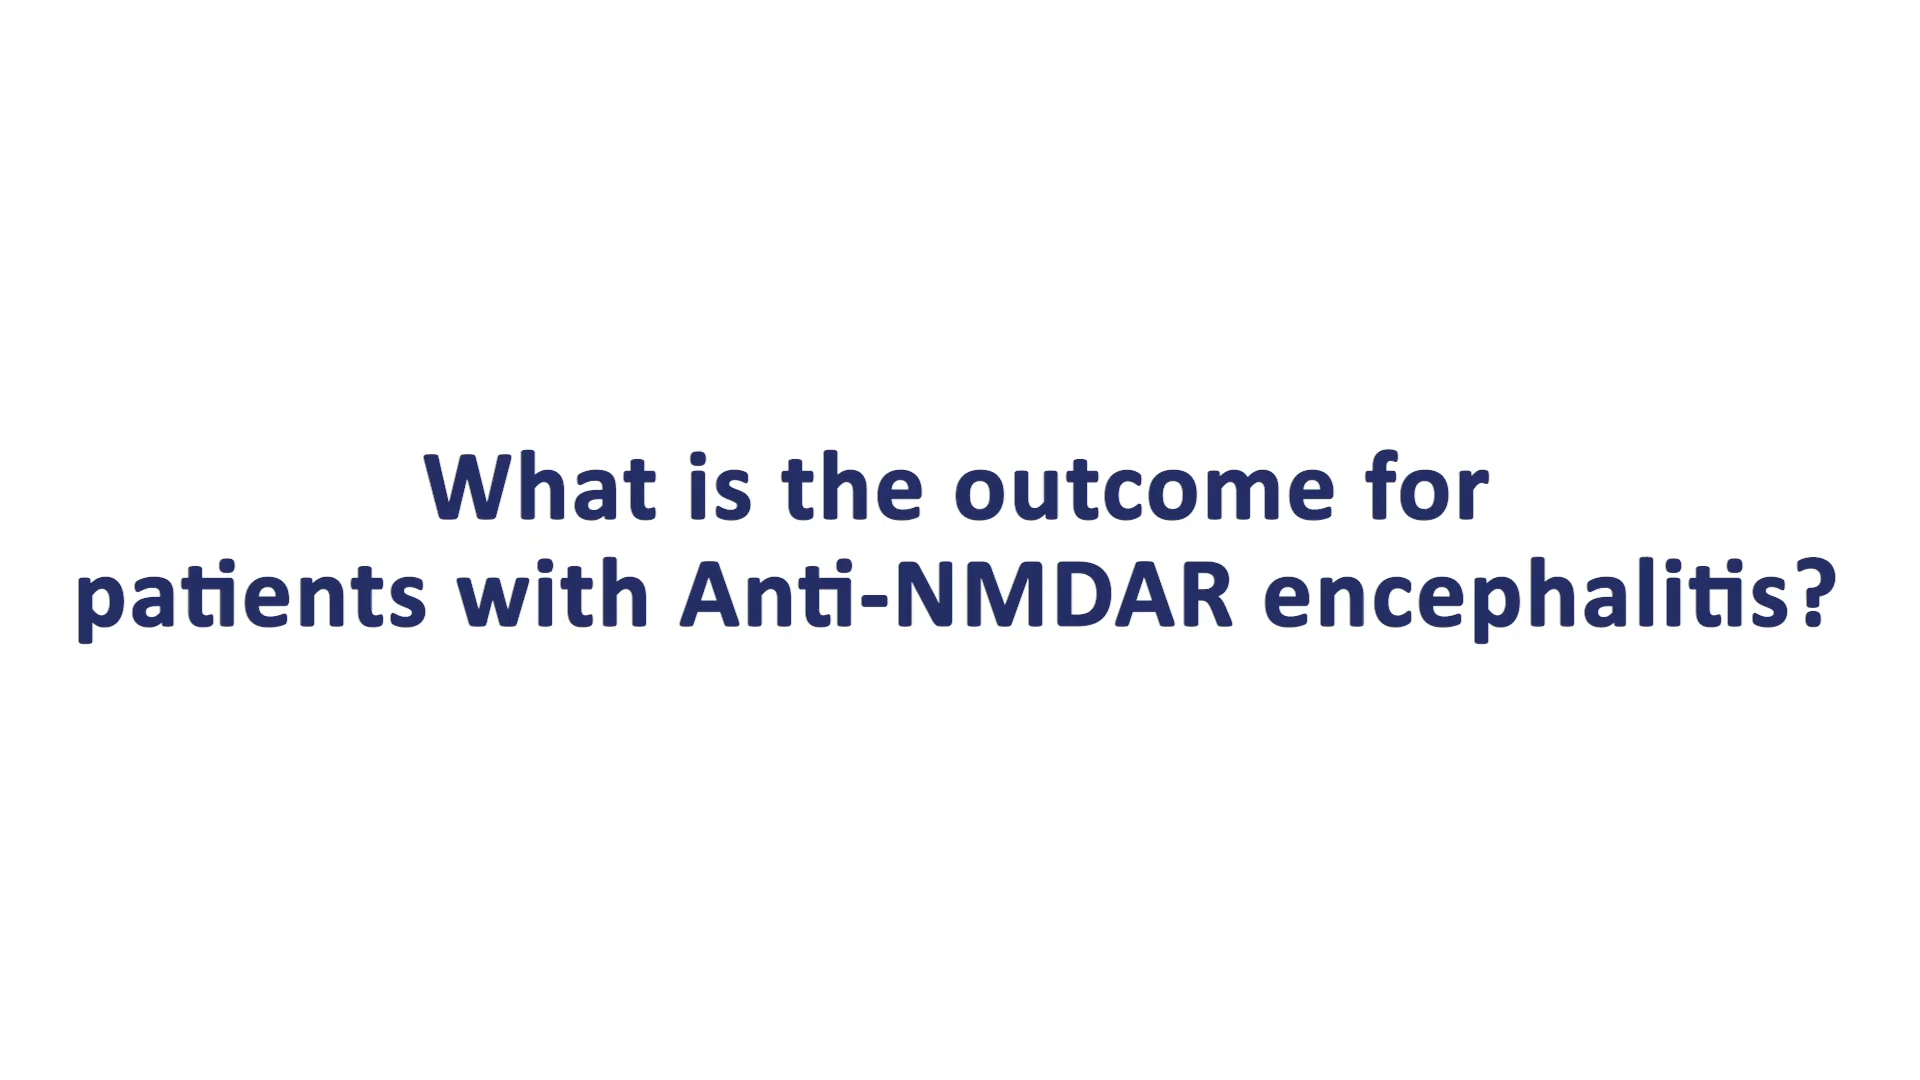 What is the outcome for
patients with Anti-NMDAR encephalitis?